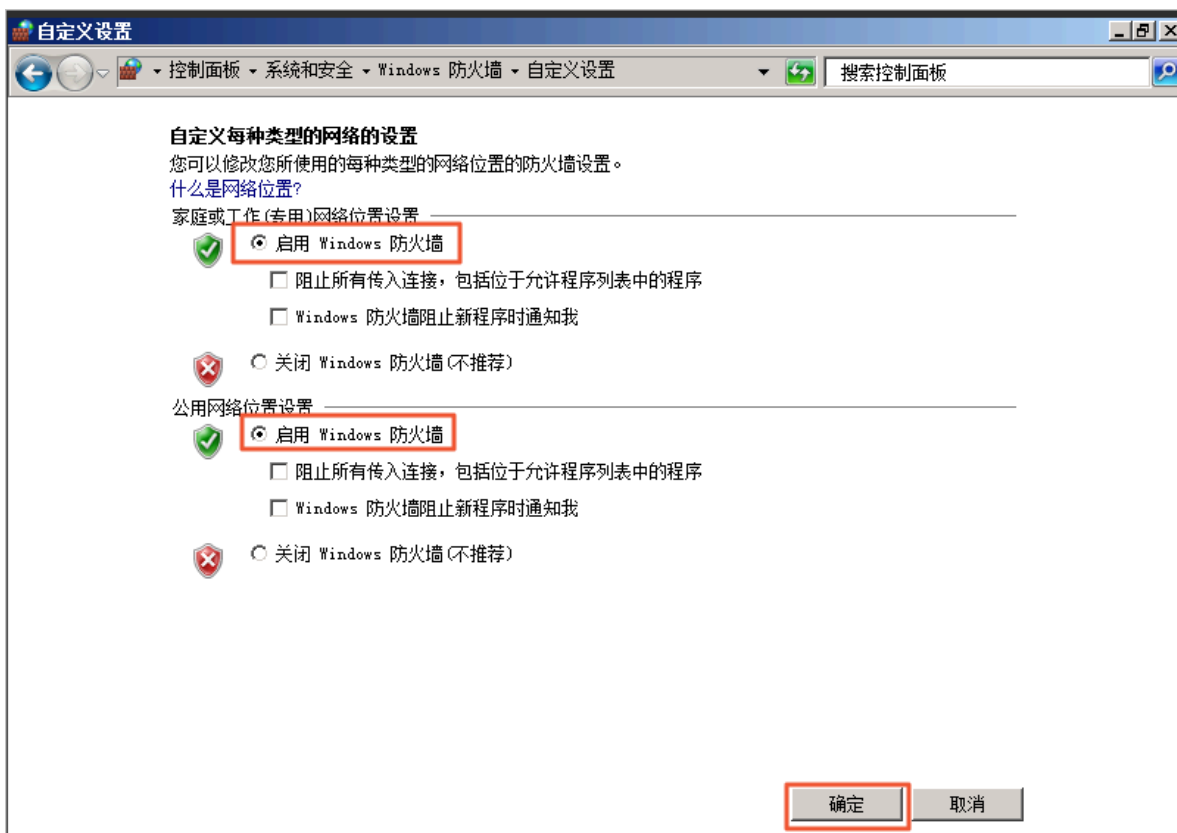 自定义设置
控制面板 系统和安全 Windows 防火墙 自定义设置 搜索控制面板
自定义每种类型的网络的设置
您可以修改您所使用的每种类型的网络位置的防火墙设置。
什么是网络位置?
家庭或工作(专用)网络位置设置
启用 Windows 防火墙
阻止所有传入连接，包括位于允许程序列表中的程序
Windows 防火墙阻止新程序时通知我
关闭 Windows 防火墙(不推荐)
公用网络位置设置
启用 Windows 防火墙
阻止所有传入连接，包括位于允许程序列表中的程序
Windows 防火墙阻止新程序时通知我
关闭 Windows 防火墙(不推荐)
确定 取消